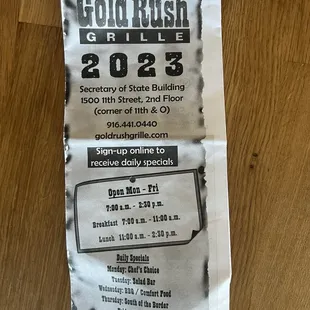 Gold Rush
GRILLE
2023
Secretary of State Building
1500 11th Street, 2nd Floor
(corner of 11th & O)
916.441.0440
goldrushgrille.com
Sign-up online to
receive daily specials
Open Mon - Fri
7:00 a.m. - 2:30 p.m.
Breakfast 7:00 a.m. - 11:00 a.m.
Lunch 11:00 a.m. - 2:30 p.m.
Daily Specials
Monday: Chef's Choice
Tuesday: Salad Bar
Wednesday: BBQ / Comfort Food
Thursday: South of the Border